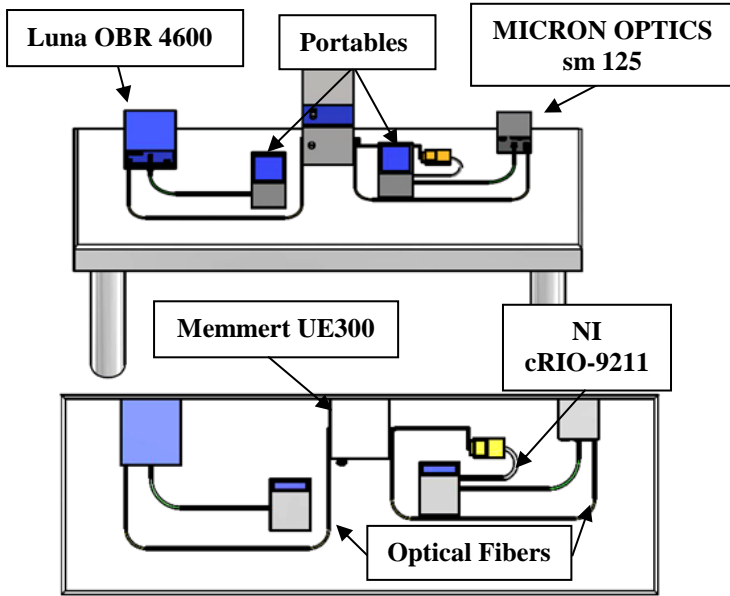 Luna OBR 4600
Portables
MICRON OPTICS
sm 125
Memmert UE300
NI
cRIO-9211
Optical Fibers